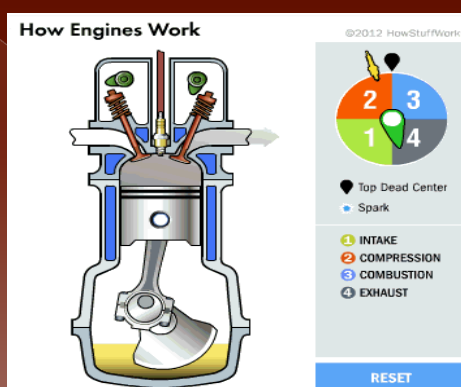 How Engines Work
©2012 HowStuffWork
2 3
1 4
Top Dead Center
Spark
1 INTAKE
2 COMPRESSION
3 COMBUSTION
4 EXHAUST
RESET